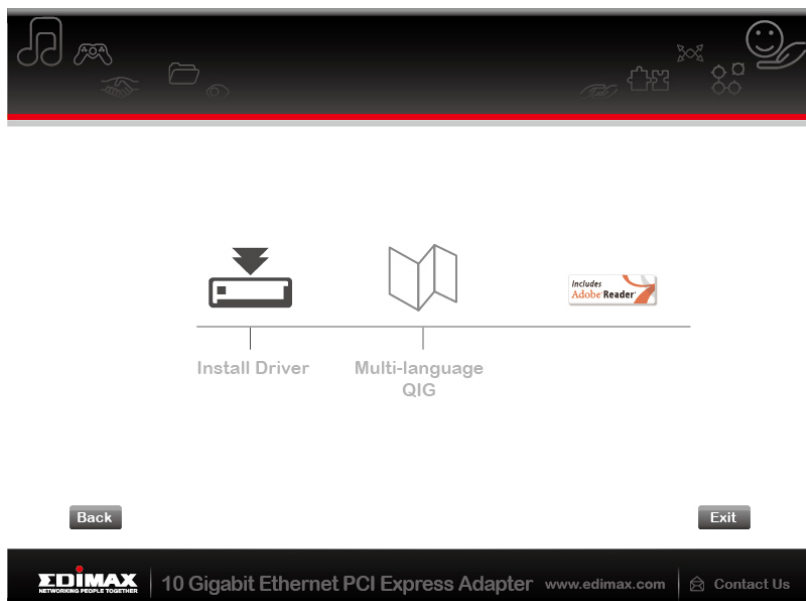 Includes
Adobe Reader
Install Driver
Multi-language
QIG
Back
Exit
EDIMAX
NETWORKING PEOPLE TOGETHER
10 Gigabit Ethernet PCI Express Adapter
www.edimax.com
Contact Us